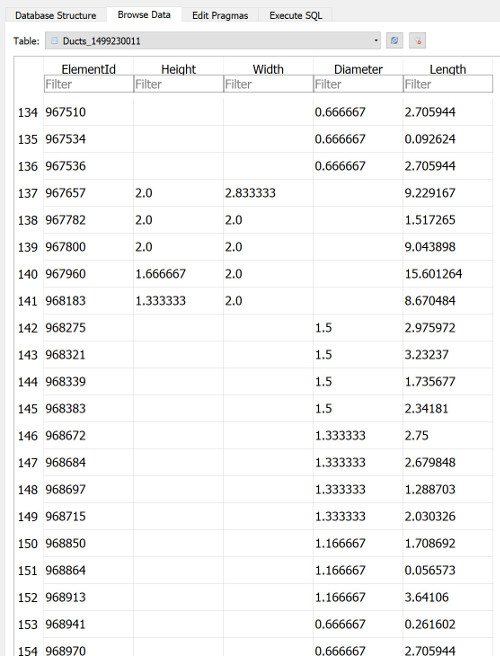 Database Structure Browse Data Edit Pragmas Execute SQL
Table: Ducts_1499230011
ElementId Height Width Diameter Length
Filter Filter Filter Filter Filter
134 967510 0.666667 2.705944
135 967534 0.666667 0.092624
136 967536 0.666667 2.705944
137 967657 2.0 2.833333 9.229167
138 967782 2.0 2.0 1.517265
139 967800 2.0 2.0 9.043898
140 967960 1.666667 2.0 15.601264
141 968183 1.333333 2.0 8.670484
142 968275 1.5 2.975972
143 968321 1.5 3.23237
144 968339 1.5 1.735677
145 968383 1.5 2.34181
146 968672 1.333333 2.75
147 968684 1.333333 2.679848
148 968697 1.333333 1.288703
149 968715 1.333333 2.030326
150 968850 1.166667 1.708692
151 968864 1.166667 0.056573
152 968913 1.166667 3.64106
153 968941 0.666667 0.261602
154 968970 0.666667 2.705944